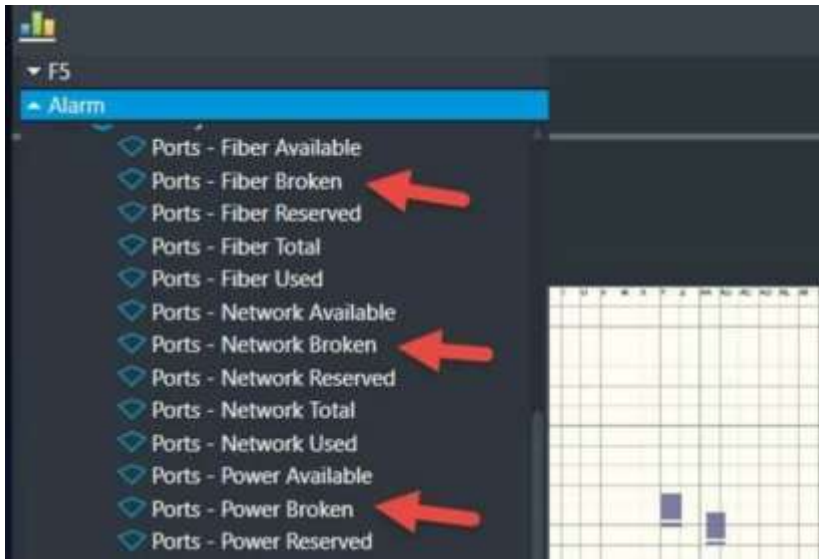 F5
Alarm
Ports - Fiber Available
Ports - Fiber Broken
Ports - Fiber Reserved
Ports - Fiber Total
Ports - Fiber Used
Ports - Network Available
Ports - Network Broken
Ports - Network Reserved
Ports - Network Total
Ports - Network Used
Ports - Power Available
Ports - Power Broken
Ports - Power Reserved